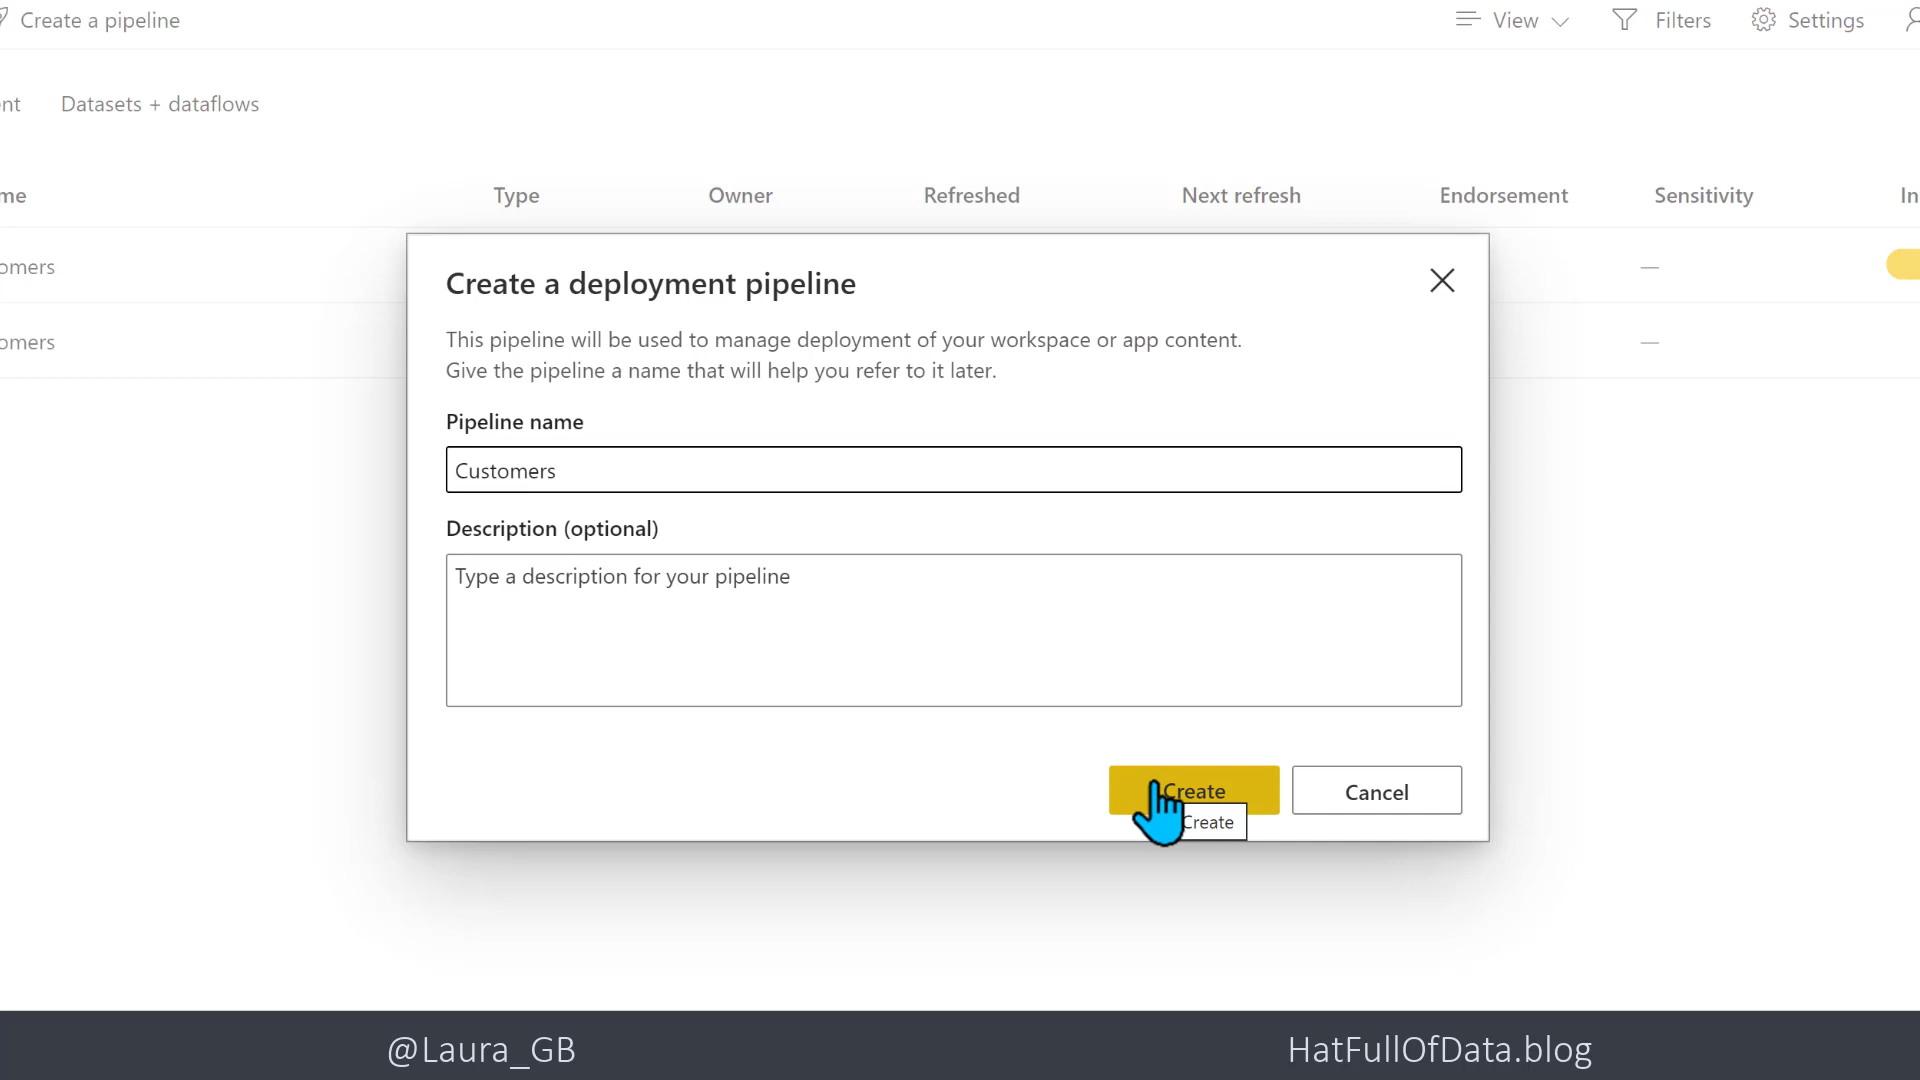 Create a pipeline
View
Filters
Settings
nt
Datasets + dataflows
me
Type
Owner
Refreshed
Next refresh
Endorsement
Sensitivity
In
omers
—
omers
—
Create a deployment pipeline
This pipeline will be used to manage deployment of your workspace or app content.
Give the pipeline a name that will help you refer to it later.
Pipeline name
Customers
Description (optional)
Type a description for your pipeline
Create
Cancel
Create
@Laura_GB
HatFullOfData.blog